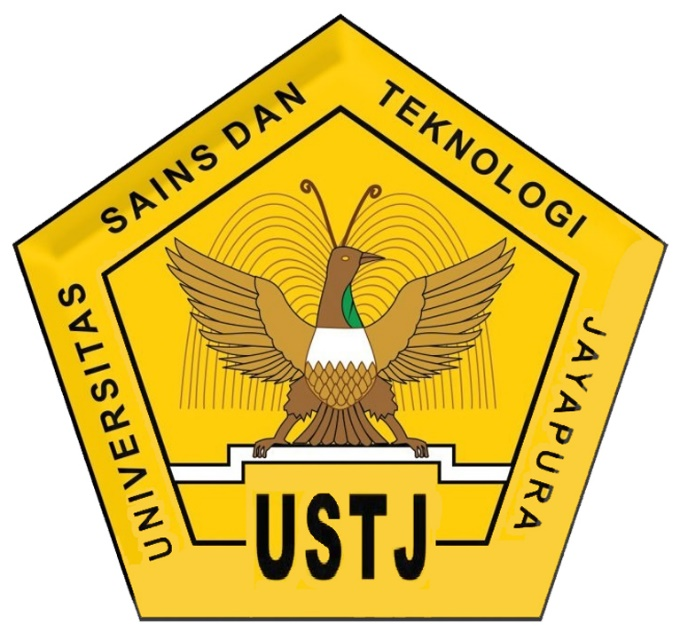 UNIVERSITAS
SAINS DAN
TEKNOLOGI
JAYAPURA
USTJ